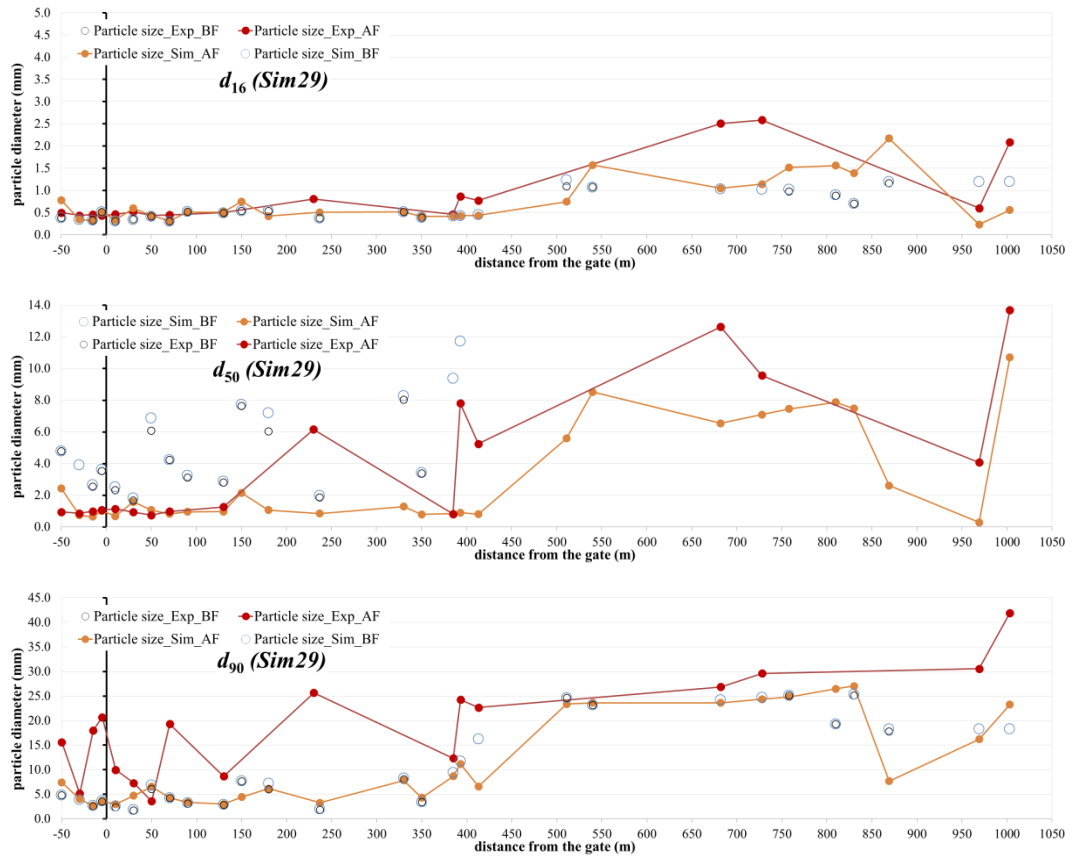 5.0
4.5
4.0
3.5
3.0
2.5
2.0
1.5
1.0
0.5
0.0
particle diameter (mm)
Particle size_Exp_BF Particle size_Exp_AF
Particle size_Sim_AF Particle size_Sim_BF
d16 (Sim29)
-50 0 50 100 150 200 250 300 350 400 450 500 550 600 650 700 750 800 850 900 950 1000 1050
distance from the gate (m)
14.0
12.0
10.0
8.0
6.0
4.0
2.0
0.0
particle diameter (mm)
Particle size_Sim_BF Particle size_Sim_AF
Particle size_Exp_BF Particle size_Exp_AF
d50 (Sim29)
-50 0 50 100 150 200 250 300 350 400 450 500 550 600 650 700 750 800 850 900 950 1000 1050
distance from the gate (m)
45.0
40.0
35.0
30.0
25.0
20.0
15.0
10.0
5.0
0.0
particle diameter (mm)
Particle size_Exp_BF Particle size_Exp_AF
Particle size_Sim_AF Particle size_Sim_BF
d90 (Sim29)
-50 0 50 100 150 200 250 300 350 400 450 500 550 600 650 700 750 800 850 900 950 1000 1050
distance from the gate (m)